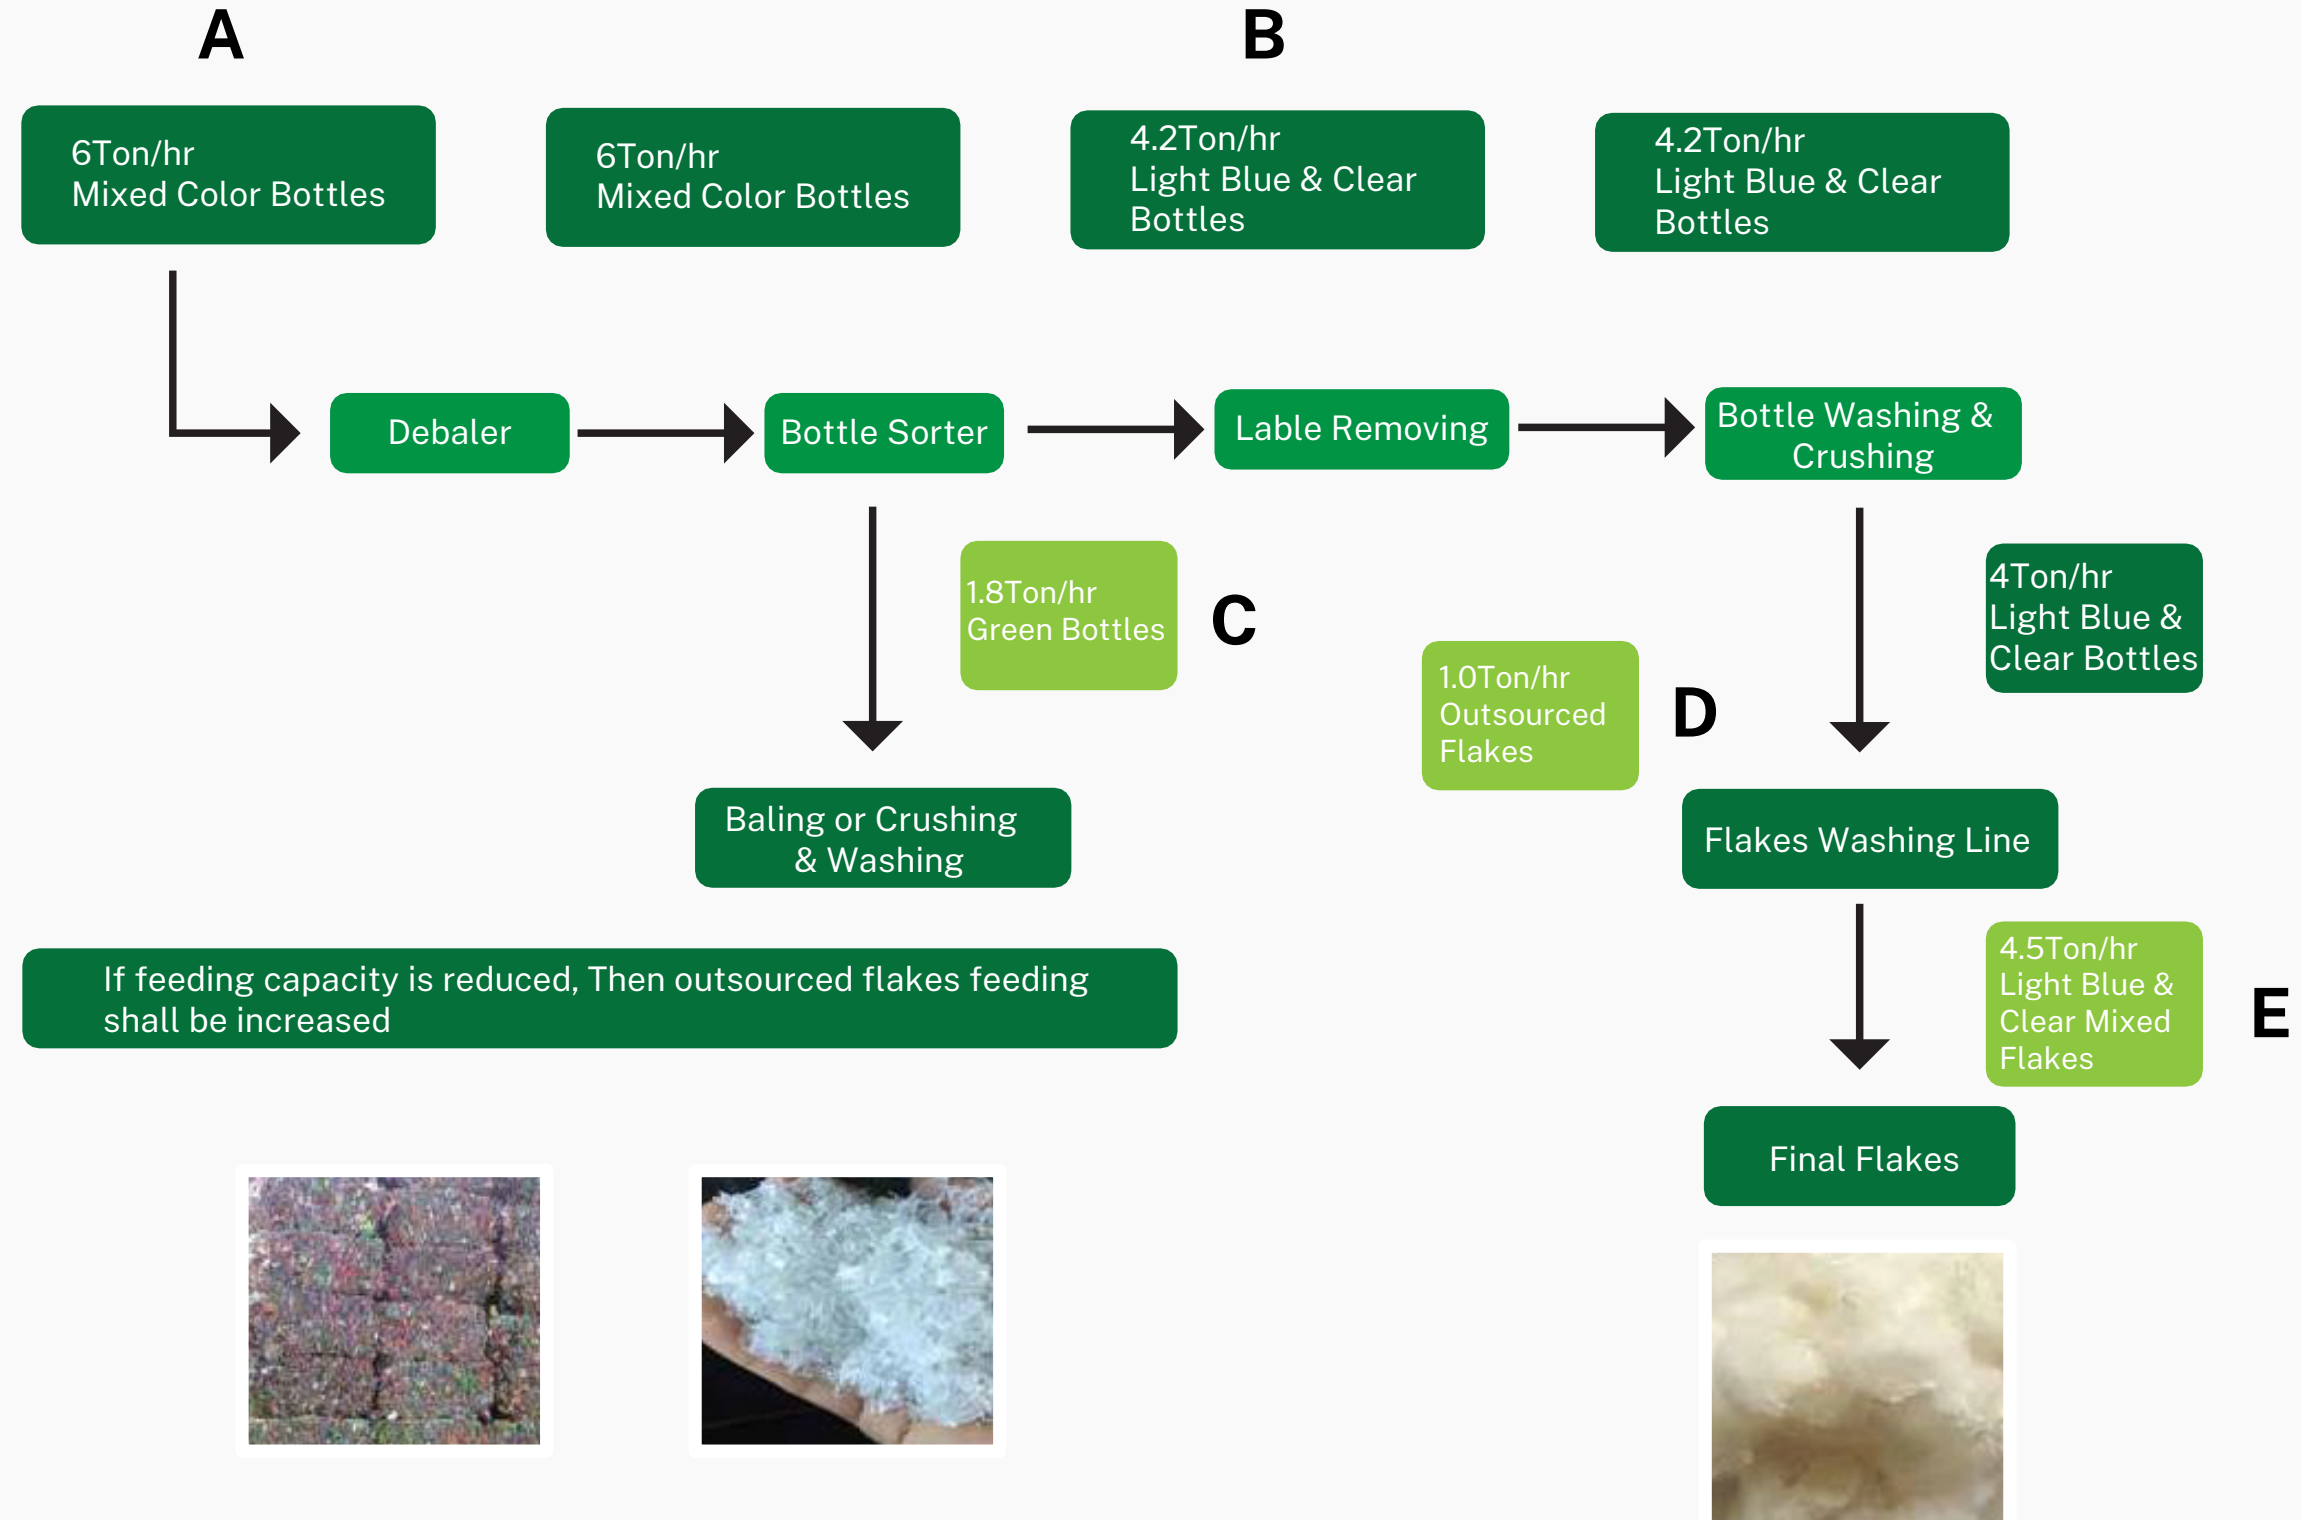 A
B
6Ton/hr
Mixed Color Bottles
6Ton/hr
Mixed Color Bottles
4.2Ton/hr
Light Blue & Clear
Bottles
4.2Ton/hr
Light Blue & Clear
Bottles
Debaler
Bottle Sorter
Lable Removing
Bottle Washing &
Crushing
1.8Ton/hr
Green Bottles
C
1.0Ton/hr
Outsourced
Flakes
D
4Ton/hr
Light Blue &
Clear Bottles
Baling or Crushing
& Washing
Flakes Washing Line
If feeding capacity is reduced, Then outsourced flakes feeding
shall be increased
4.5Ton/hr
Light Blue &
Clear Mixed
Flakes
E
Final Flakes